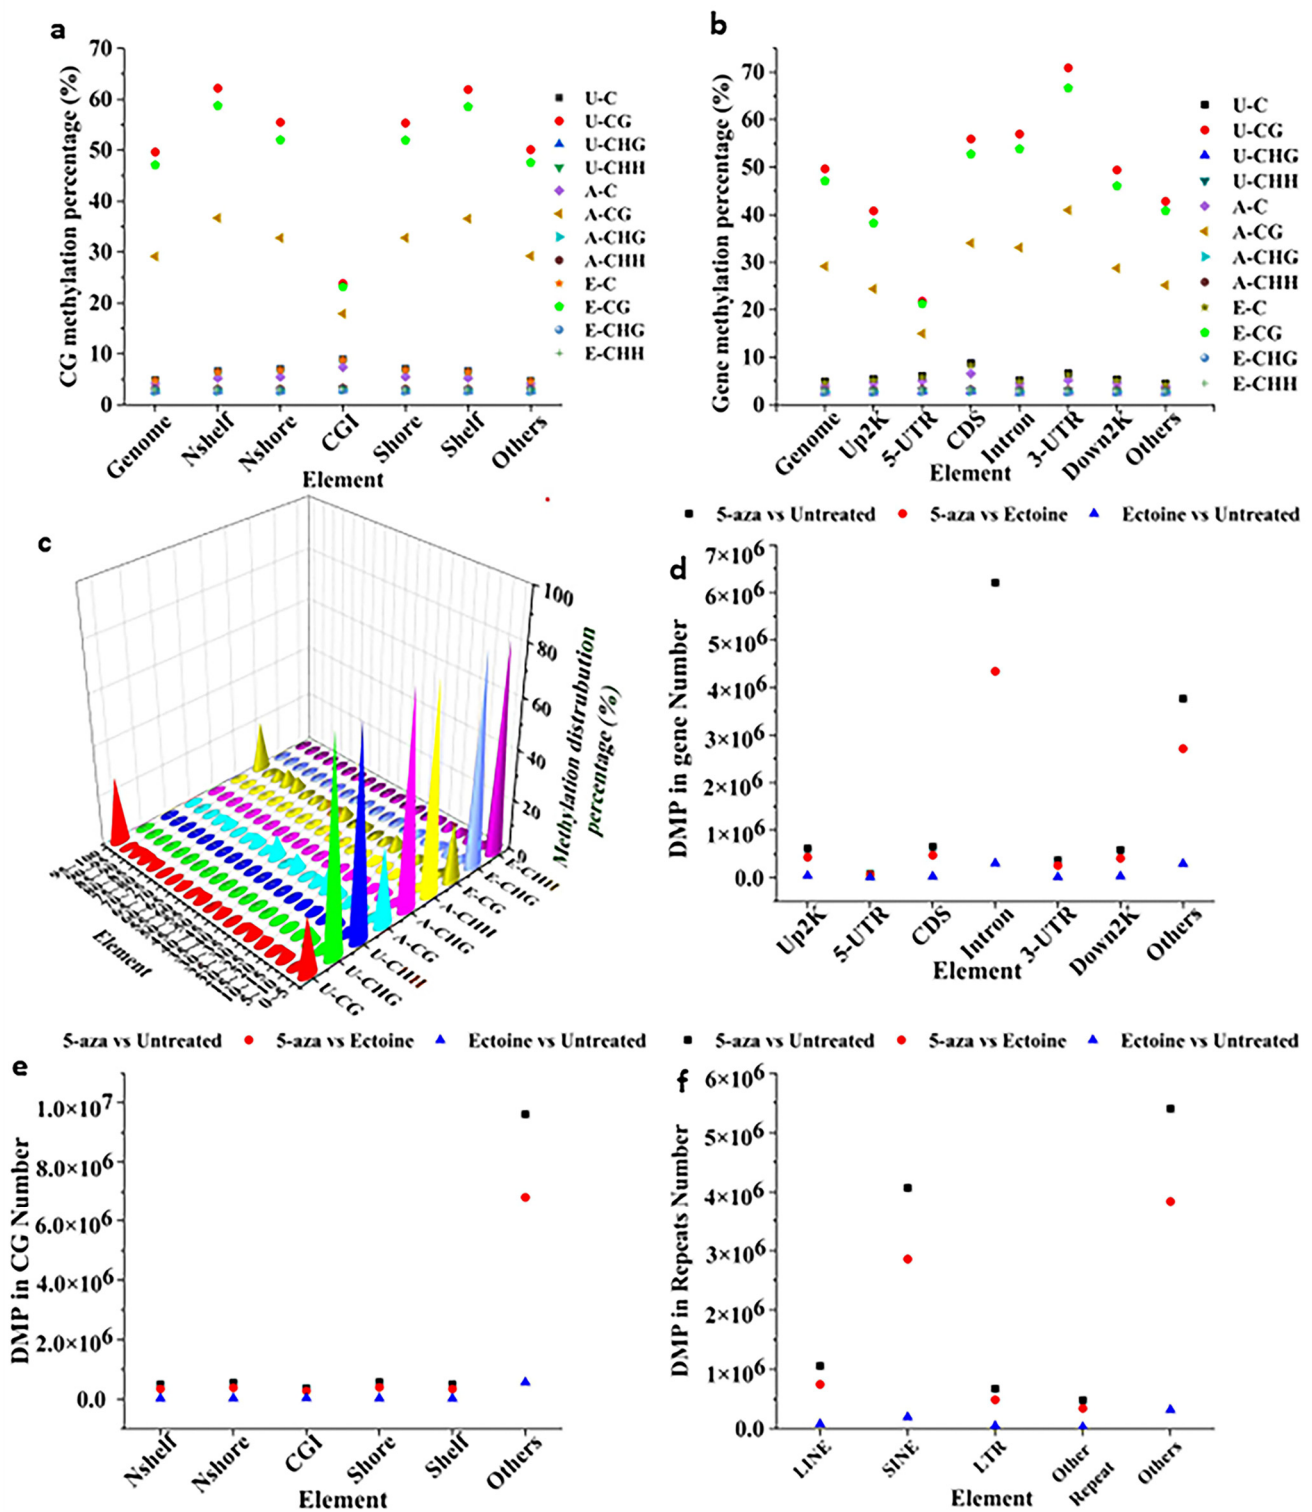 a
CG methylation percentage (%)
70
60
50
40
30
20
10
0
Genome
Nshelf
Nshore
CGI
Shore
Shelf
Others
Element
U-C
U-CG
U-CHG
U-CHH
A-C
A-CG
A-CHG
A-CHH
E-C
E-CG
E-CHG
E-CHH
b
Gene methylation percentage (%)
70
60
50
40
30
20
10
0
Genome
Up2K
5-UTR
CDS
Intron
3-UTR
Down2K
Others
Element
U-C
U-CG
U-CHG
U-CHH
A-C
A-CG
A-CHG
A-CHH
E-C
E-CG
E-CHG
E-CHH
c
100
80
60
40
20
0
Methylation distrubution
percentage (%)
E-CHH
E-CHG
E-CG
A-CHH
A-CHG
A-CG
U-CHH
U-CHG
U-CG
Element
5-aza vs Untreated 5-aza vs Ectoine Ectoine vs Untreated
d
DMP in gene Number
7×10⁶
6×10⁶
5×10⁶
4×10⁶
3×10⁶
2×10⁶
1×10⁶
0.0
Up2K
5-UTR
CDS
Intron
3-UTR
Down2K
Others
Element
5-aza vs Untreated 5-aza vs Ectoine Ectoine vs Untreated
e
DMP in CG Number
1.0×10⁷
8.0×10⁶
6.0×10⁶
4.0×10⁶
2.0×10⁶
0.0
Nshelf
Nshore
CGI
Shore
Shelf
Others
Element
5-aza vs Untreated 5-aza vs Ectoine Ectoine vs Untreated
f
DMP in Repeats Number
6×10⁶
5×10⁶
4×10⁶
3×10⁶
2×10⁶
1×10⁶
0.0
LINE
SINE
LTR
Other
Repeat
Others
Element